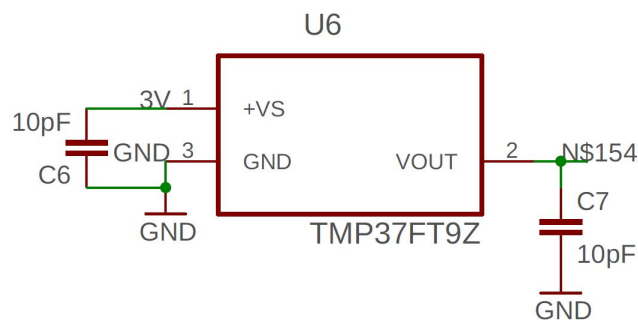 U6
3V 1
+VS
10pF
GND 3
GND
VOUT
2
N$154
C6
C7
GND
TMP37FT9Z
10pF
GND